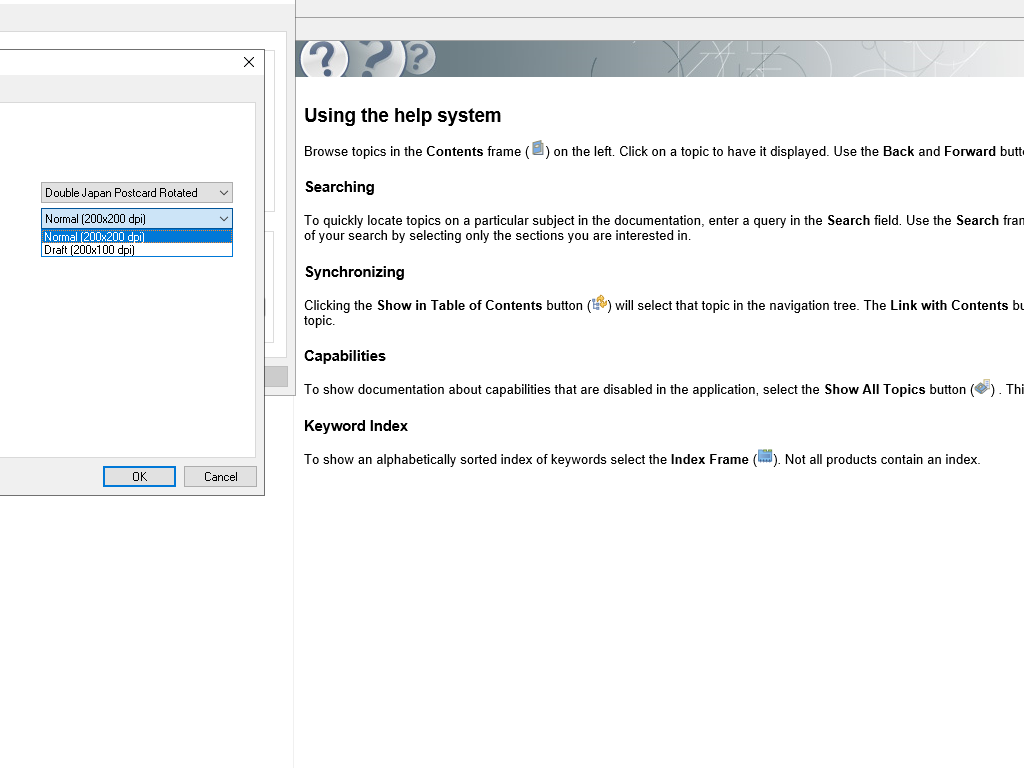 Double Japan Postcard Rotated
Normal (200x200 dpi)
Normal (200x200 dpi)
Draft (200x100 dpi)
OK
Cancel
Using the help system
Browse topics in the Contents frame ( ) on the left. Click on a topic to have it displayed. Use the Back and Forward
Searching
To quickly locate topics on a particular subject in the documentation, enter a query in the Search field. Use the Search
of your search by selecting only the sections you are interested in.
Synchronizing
Clicking the Show in Table of Contents button ( ) will select that topic in the navigation tree. The Link with Contents
topic.
Capabilities
To show documentation about capabilities that are disabled in the application, select the Show All Topics button ( ) .
Keyword Index
To show an alphabetically sorted index of keywords select the Index Frame ( ). Not all products contain an index.